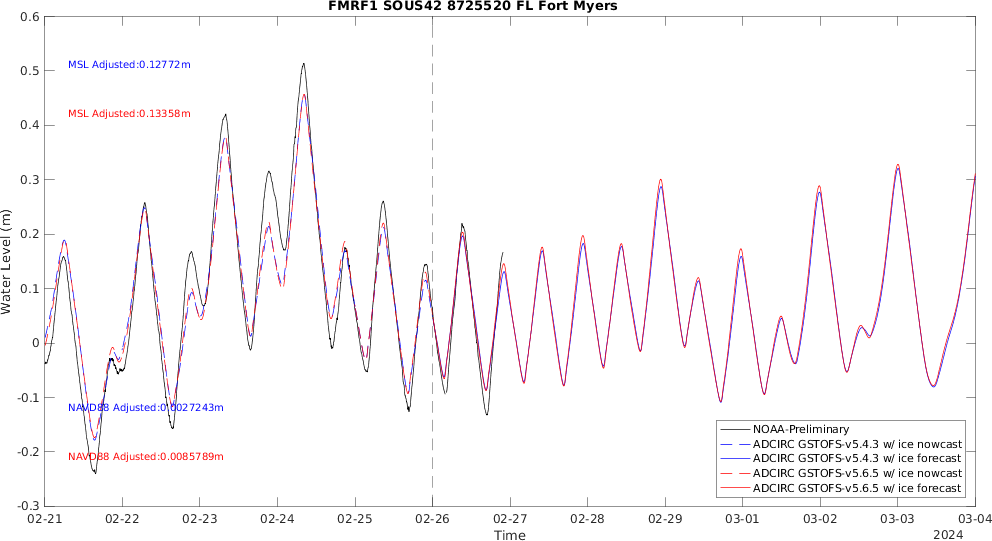 FMRF1 SOUS42 8725520 FL Fort Myers
0.6
0.5
0.4
0.3
0.2
0.1
0
-0.1
-0.2
-0.3
Water Level (m)
MSL Adjusted:0.12772m
MSL Adjusted:0.13358m
NAVD88 Adjusted:0.0027243m
NAVD88 Adjusted:0.0085789m
NOAA-Preliminary
ADCIRC GSTOFS-v5.4.3 w/ ice nowcast
ADCIRC GSTOFS-v5.4.3 w/ ice forecast
ADCIRC GSTOFS-v5.6.5 w/ ice nowcast
ADCIRC GSTOFS-v5.6.5 w/ ice forecast
02-21 02-22 02-23 02-24 02-25 02-26 02-27 02-28 02-29 03-01 03-02 03-03 03-04
Time
2024